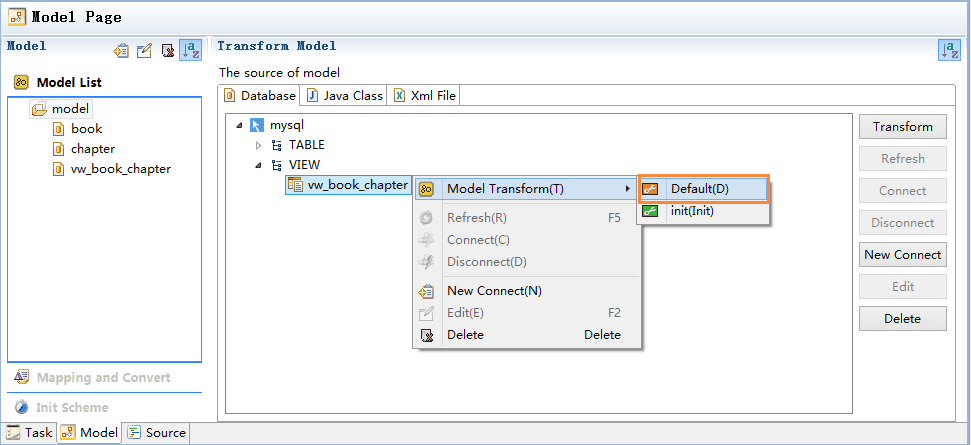 Model Page
Model
Transform Model
Model List
model
book
chapter
vw_book_chapter
Mapping and Convert
Init Scheme
The source of model
Database
Java Class
Xml File
mysql
TABLE
VIEW
vw_book_chapter
Model Transform(T)
Refresh(R) F5
Connect(C)
Disconnect(D)
New Connect(N)
Edit(E) F2
Delete Delete
Default(D)
init(Init)
Transform
Refresh
Connect
Disconnect
New Connect
Edit
Delete
Task
Model
Source